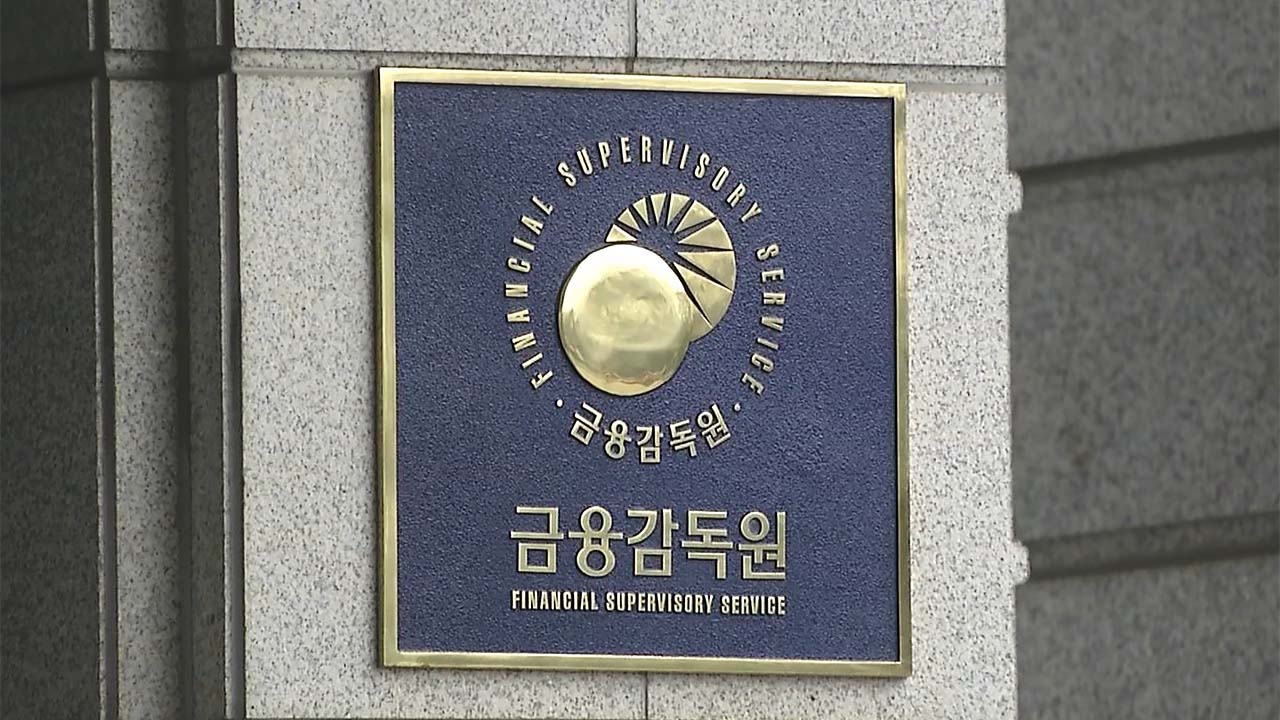 FINANCIAL SUPERVISORY SERVICE
· 금융감독원 ·
금융감독원
FINANCIAL SUPERVISORY SERVICE